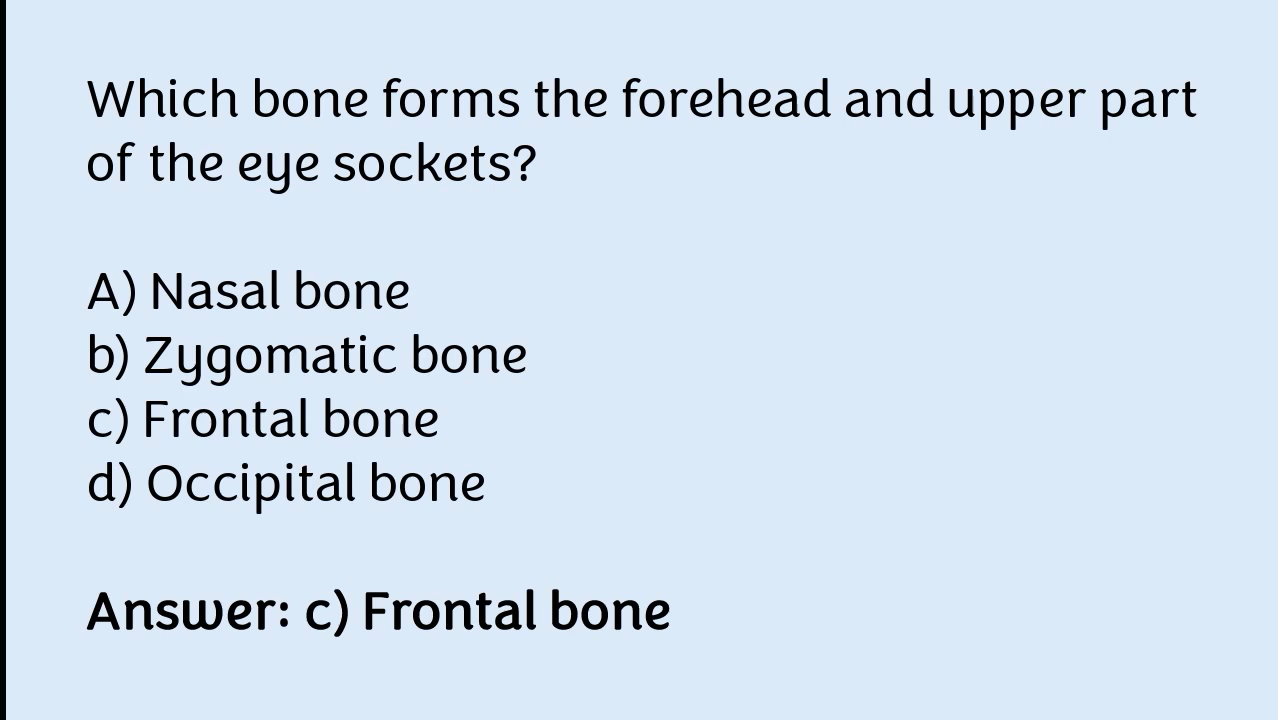 Which bone forms the forehead and upper part
of the eye sockets?
A) Nasal bone
b) Zygomatic bone
c) Frontal bone
d) Occipital bone
Answer: c) Frontal bone